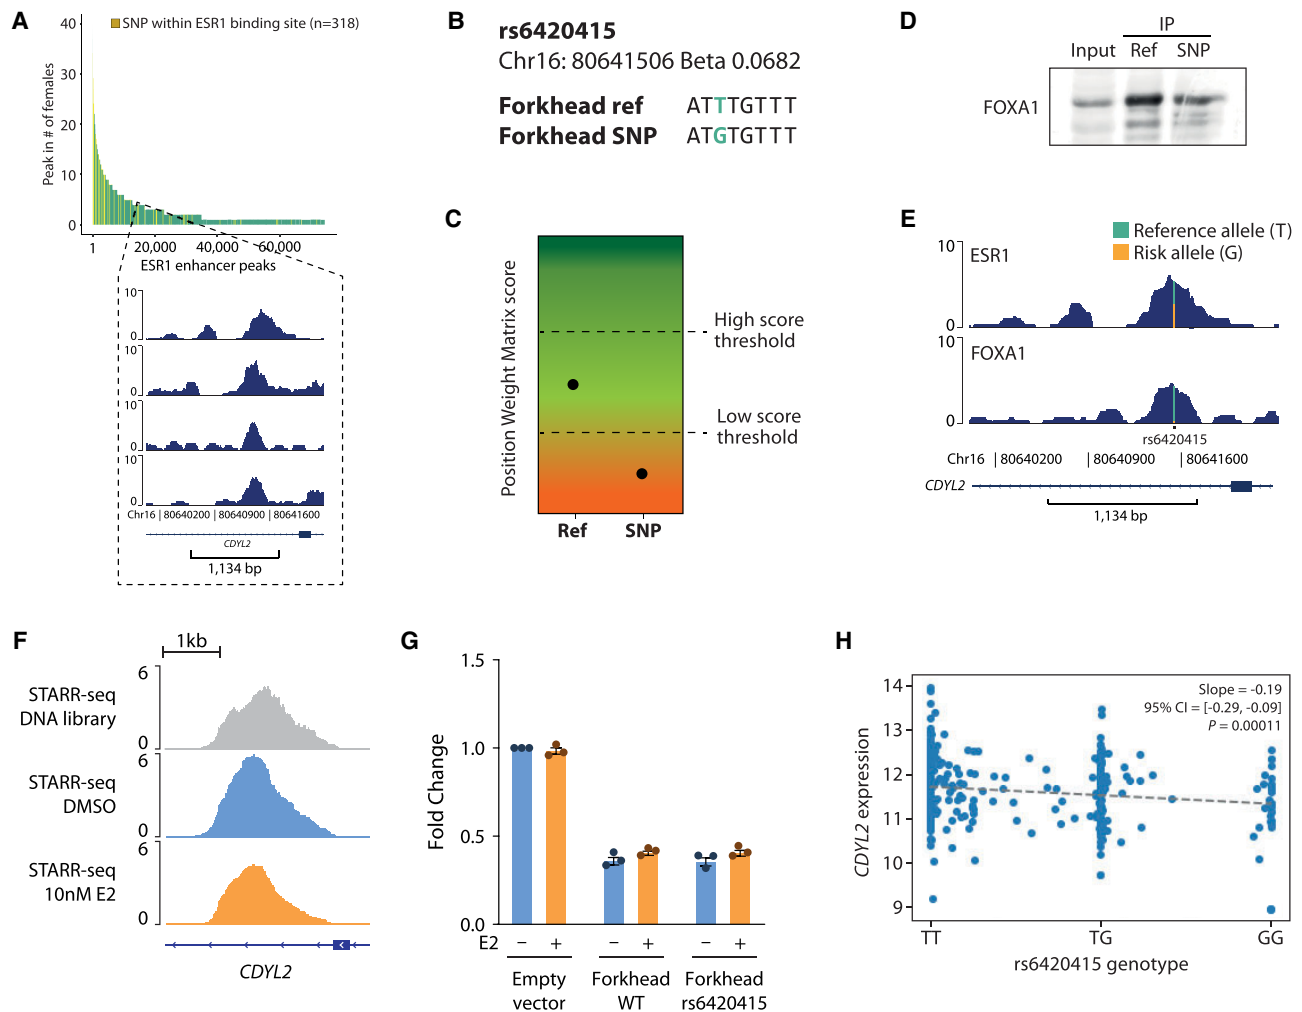 A
40
30
20
10
0
Peak in # of females
SNP within ESR1 binding site (n=318)
1
20,000
40,000
60,000
ESR1 enhancer peaks
10
0
10
0
10
0
10
0
Chr16 | 80640200 | 80640900 | 80641600
CDYL2
1,134 bp
B
rs6420415
Chr16: 80641506 Beta 0.0682
Forkhead ref ATTTGTTT
Forkhead SNP ATGTGTTT
C
Position Weight Matrix score
High score
threshold
Low score
threshold
Ref
SNP
D
IP
Input Ref SNP
FOXA1
E
Reference allele (T)
Risk allele (G)
10
ESR1
0
10
FOXA1
0
rs6420415
Chr16 | 80640200 | 80640900 | 80641600
CDYL2
1,134 bp
F
1kb
STARR-seq
DNA library
6
0
STARR-seq
DMSO
6
0
STARR-seq
10nM E2
6
0
CDYL2
G
1.5
1.0
0.5
0.0
Fold Change
E2 − + − + − +
Empty
vector
Forkhead
WT
Forkhead
rs6420415
H
14
13
12
11
10
9
CDYL2 expression
Slope = -0.19
95% CI = [-0.29, -0.09]
P = 0.00011
TT
TG
GG
rs6420415 genotype